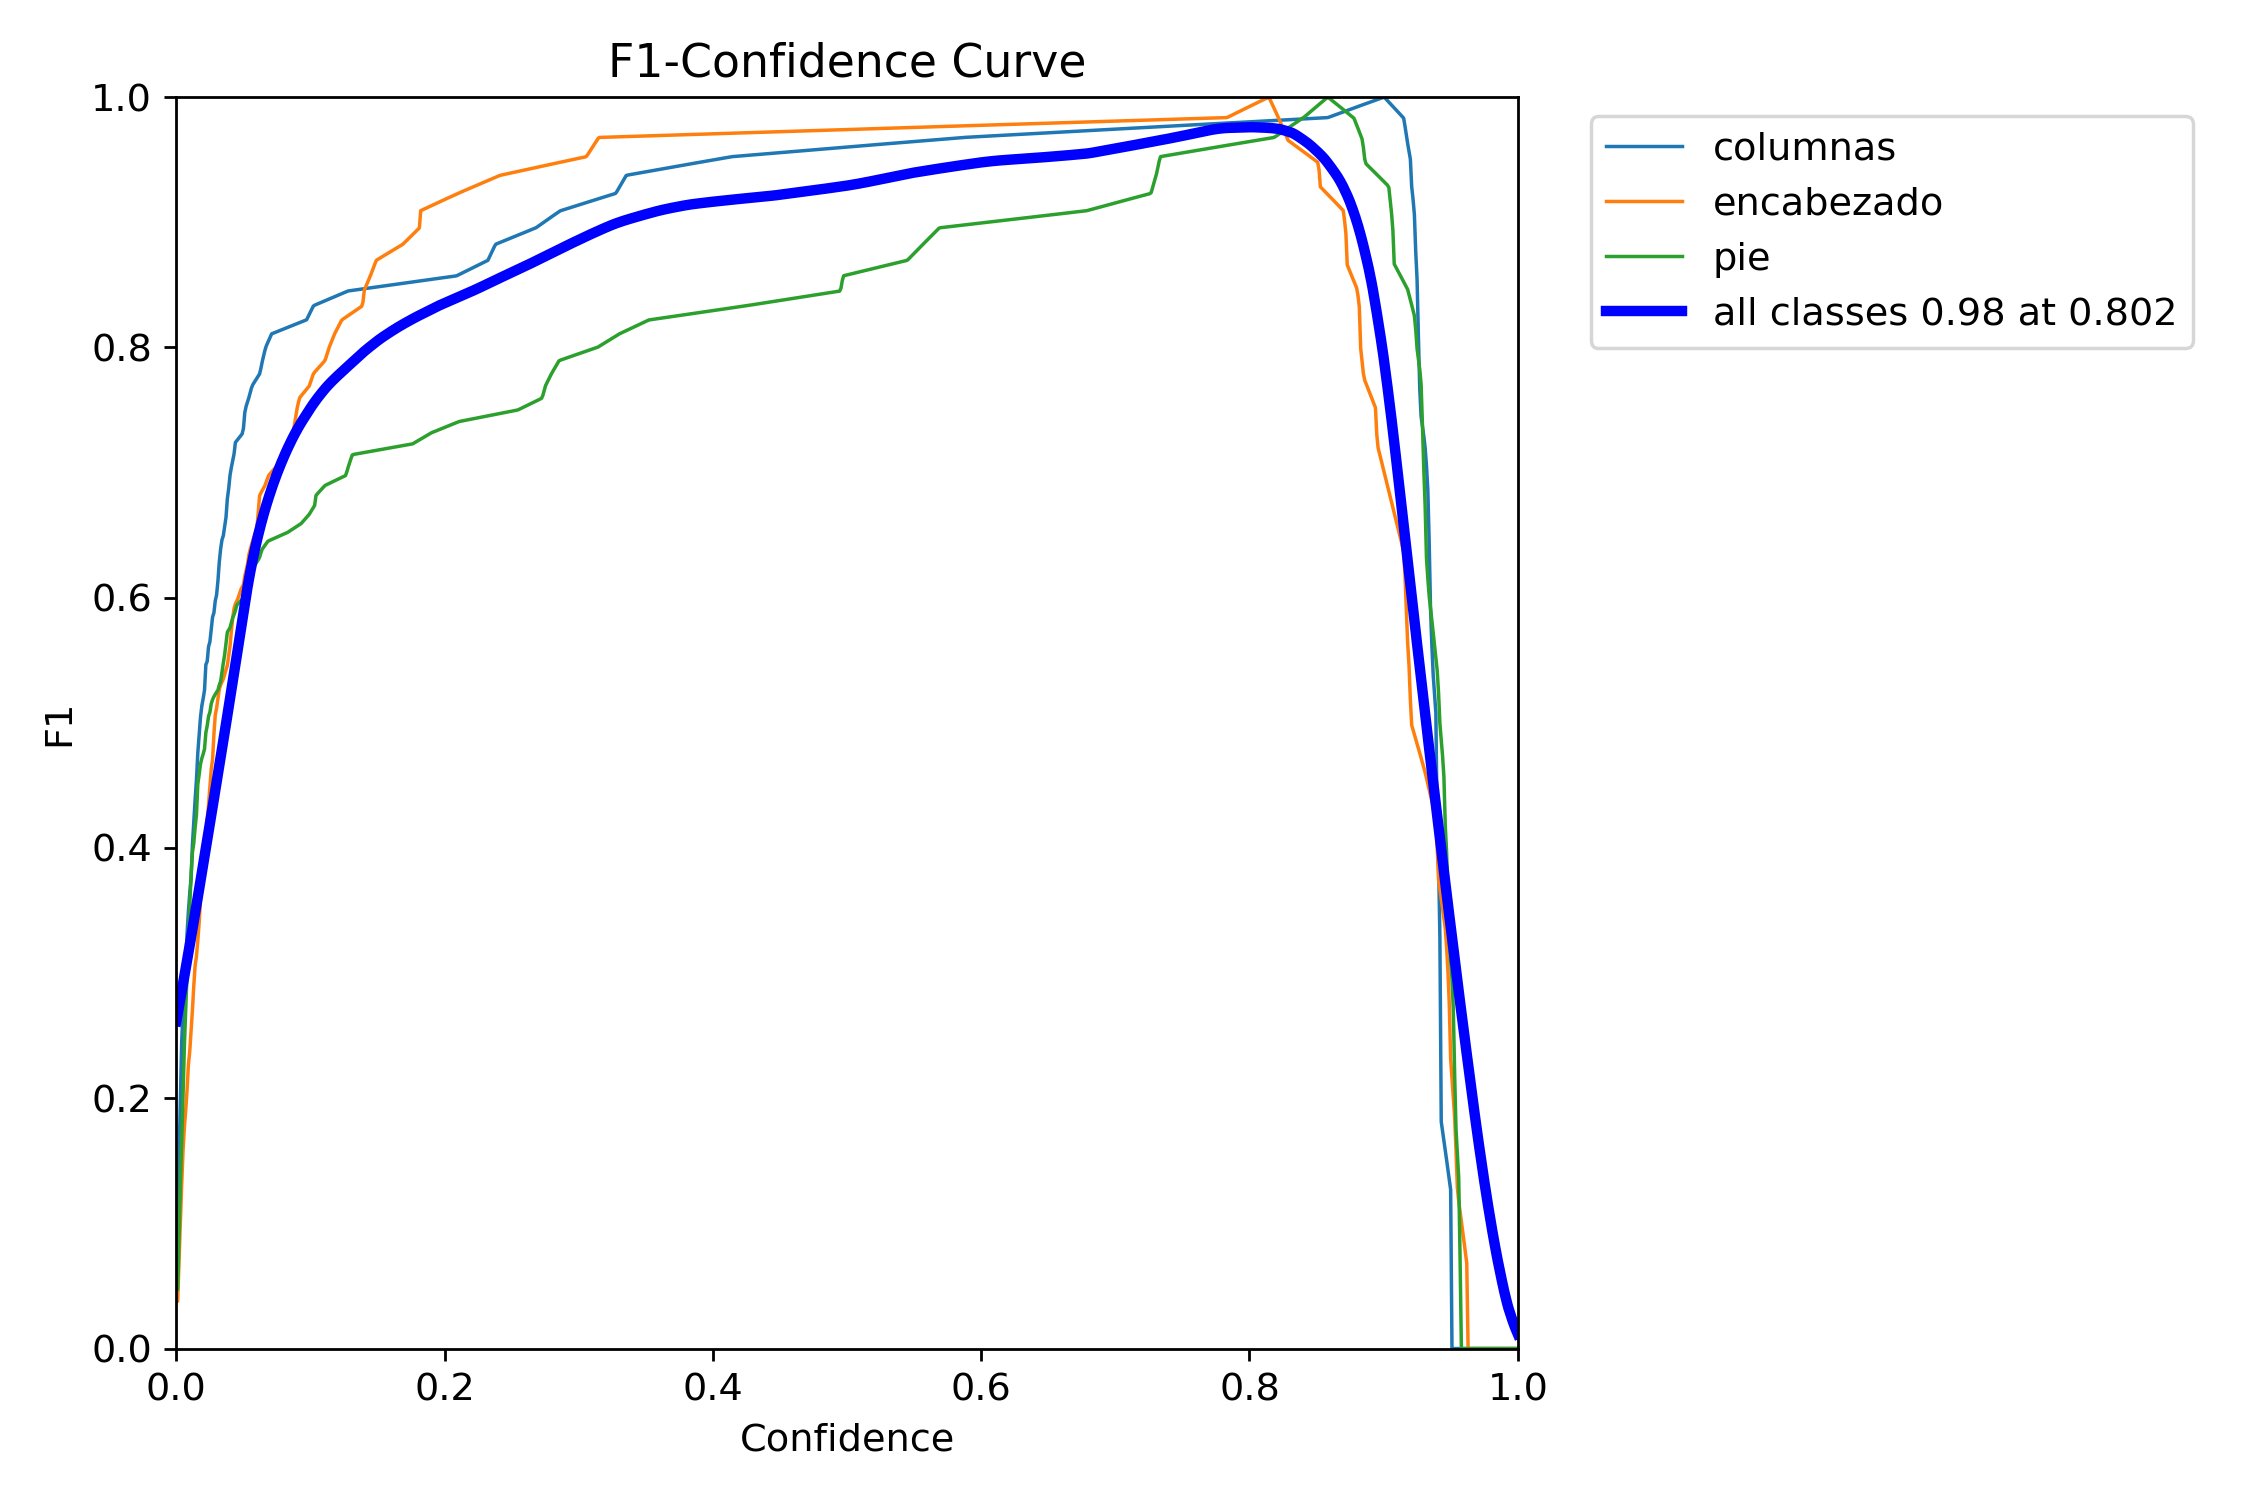 F1-Confidence Curve
1.0
0.8
0.6
0.4
0.2
0.0
F1
0.0 0.2 0.4 0.6 0.8 1.0
Confidence
columnas
encabezado
pie
all classes 0.98 at 0.802